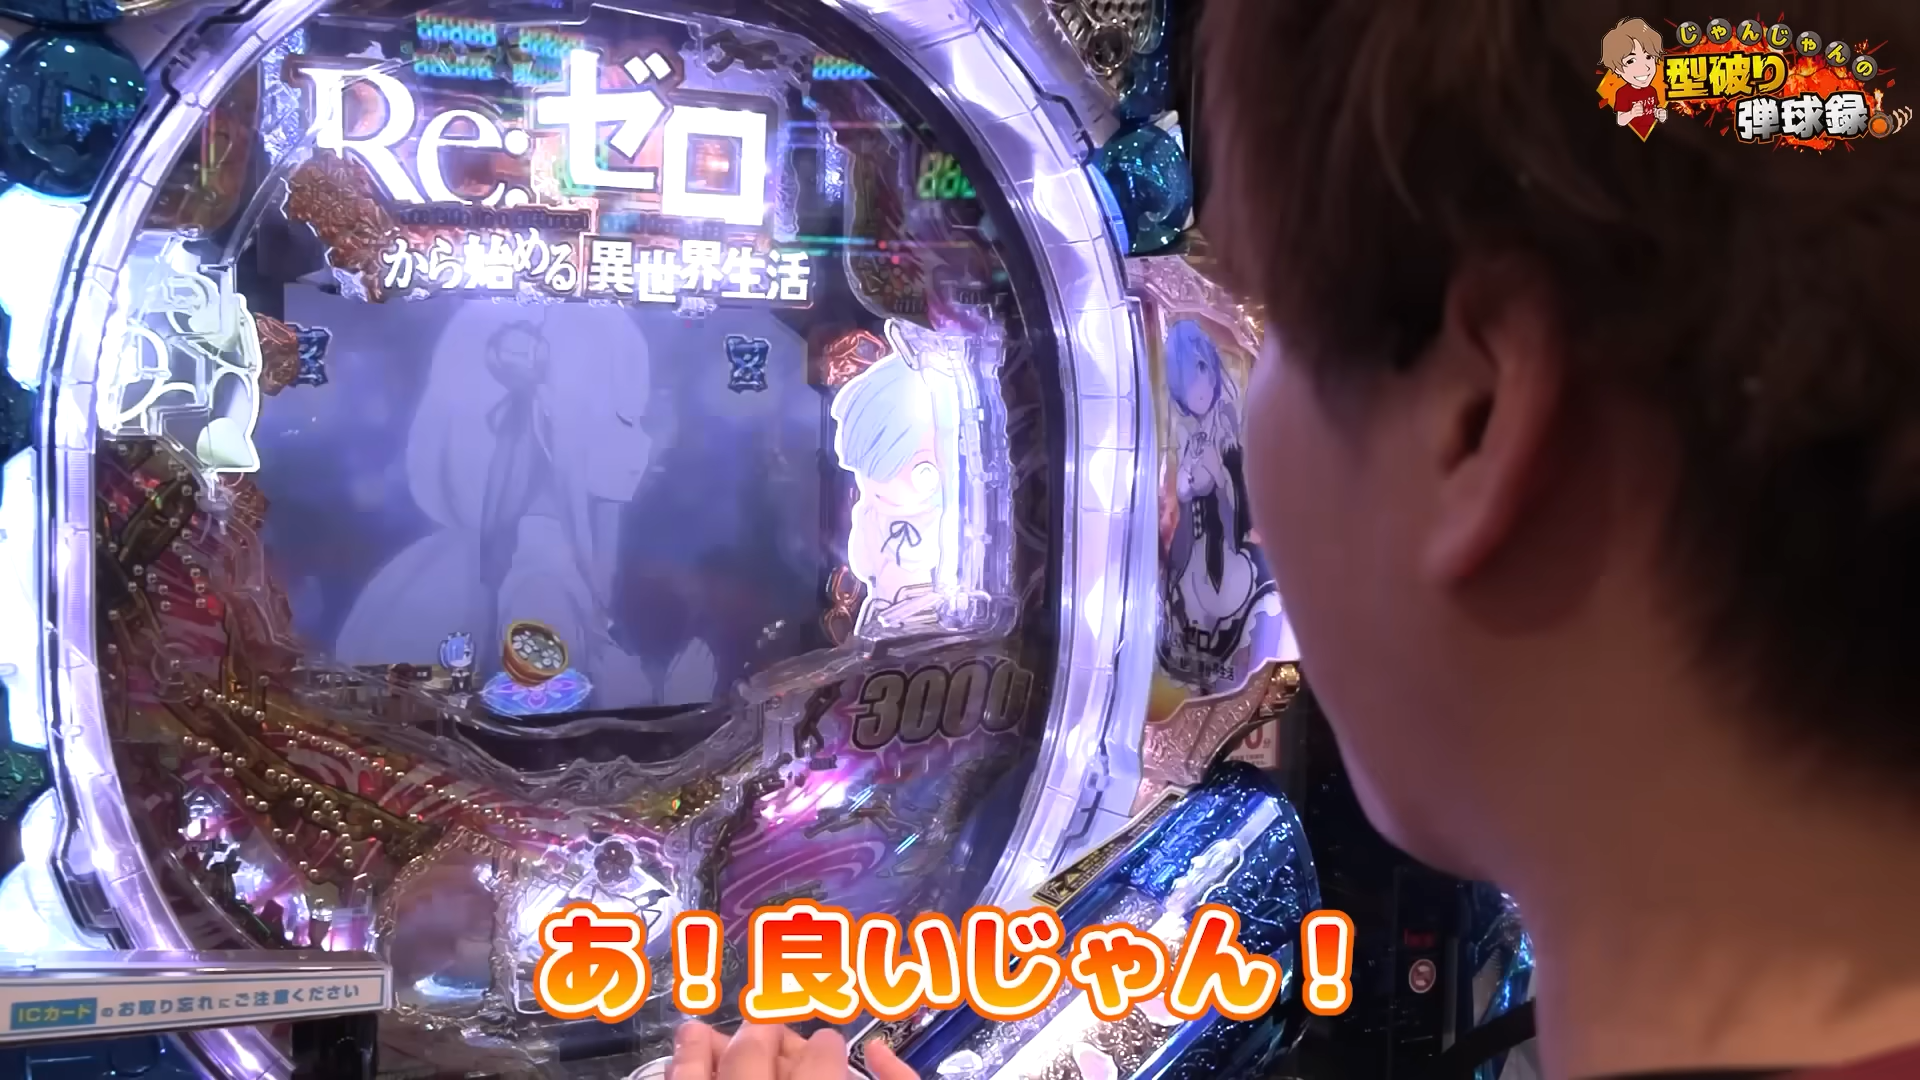 じゃんじゃんの
型破り
弾球録
Re:ゼロ
から始める異世界生活
3000
あ！良いじゃん！
ICカードのお取り忘れにご注意ください